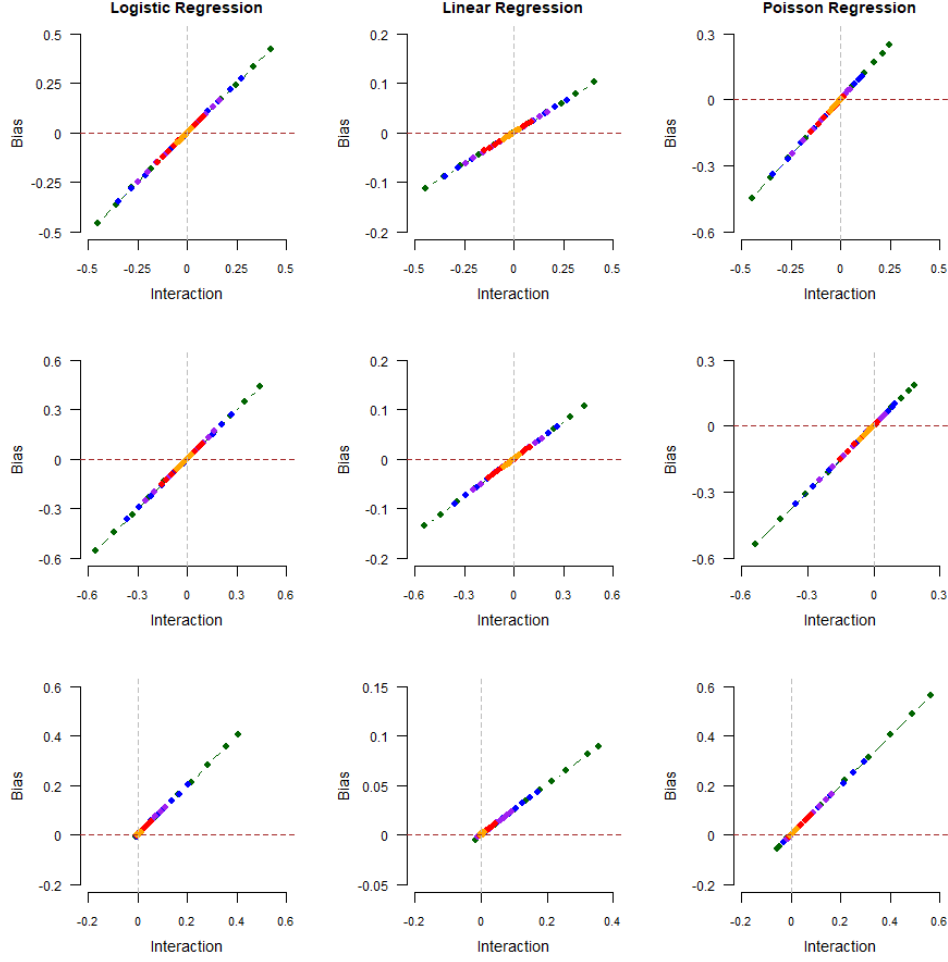 Logistic Regression
Linear Regression
Poisson Regression
Bias
0.5
0.25
0
-0.25
-0.5
-0.5 -0.25 0 0.25 0.5
Interaction
Bias
0.2
0.1
0
-0.1
-0.2
-0.5 -0.25 0 0.25 0.5
Interaction
Bias
0.3
0
-0.3
-0.6
-0.5 -0.25 0 0.25 0.5
Interaction
Bias
0.6
0.3
0
-0.3
-0.6
-0.6 -0.3 0 0.3 0.6
Interaction
Bias
0.2
0.1
0
-0.1
-0.2
-0.6 -0.3 0 0.3 0.6
Interaction
Bias
0.3
0
-0.3
-0.6
-0.6 -0.3 0 0.3
Interaction
Bias
0.6
0.4
0.2
0
-0.2
-0.2 0 0.2 0.4 0.6
Interaction
Bias
0.15
0.1
0.05
0
-0.05
-0.2 0 0.2 0.4
Interaction
Bias
0.6
0.4
0.2
0
-0.2
-0.2 0 0.2 0.4 0.6
Interaction